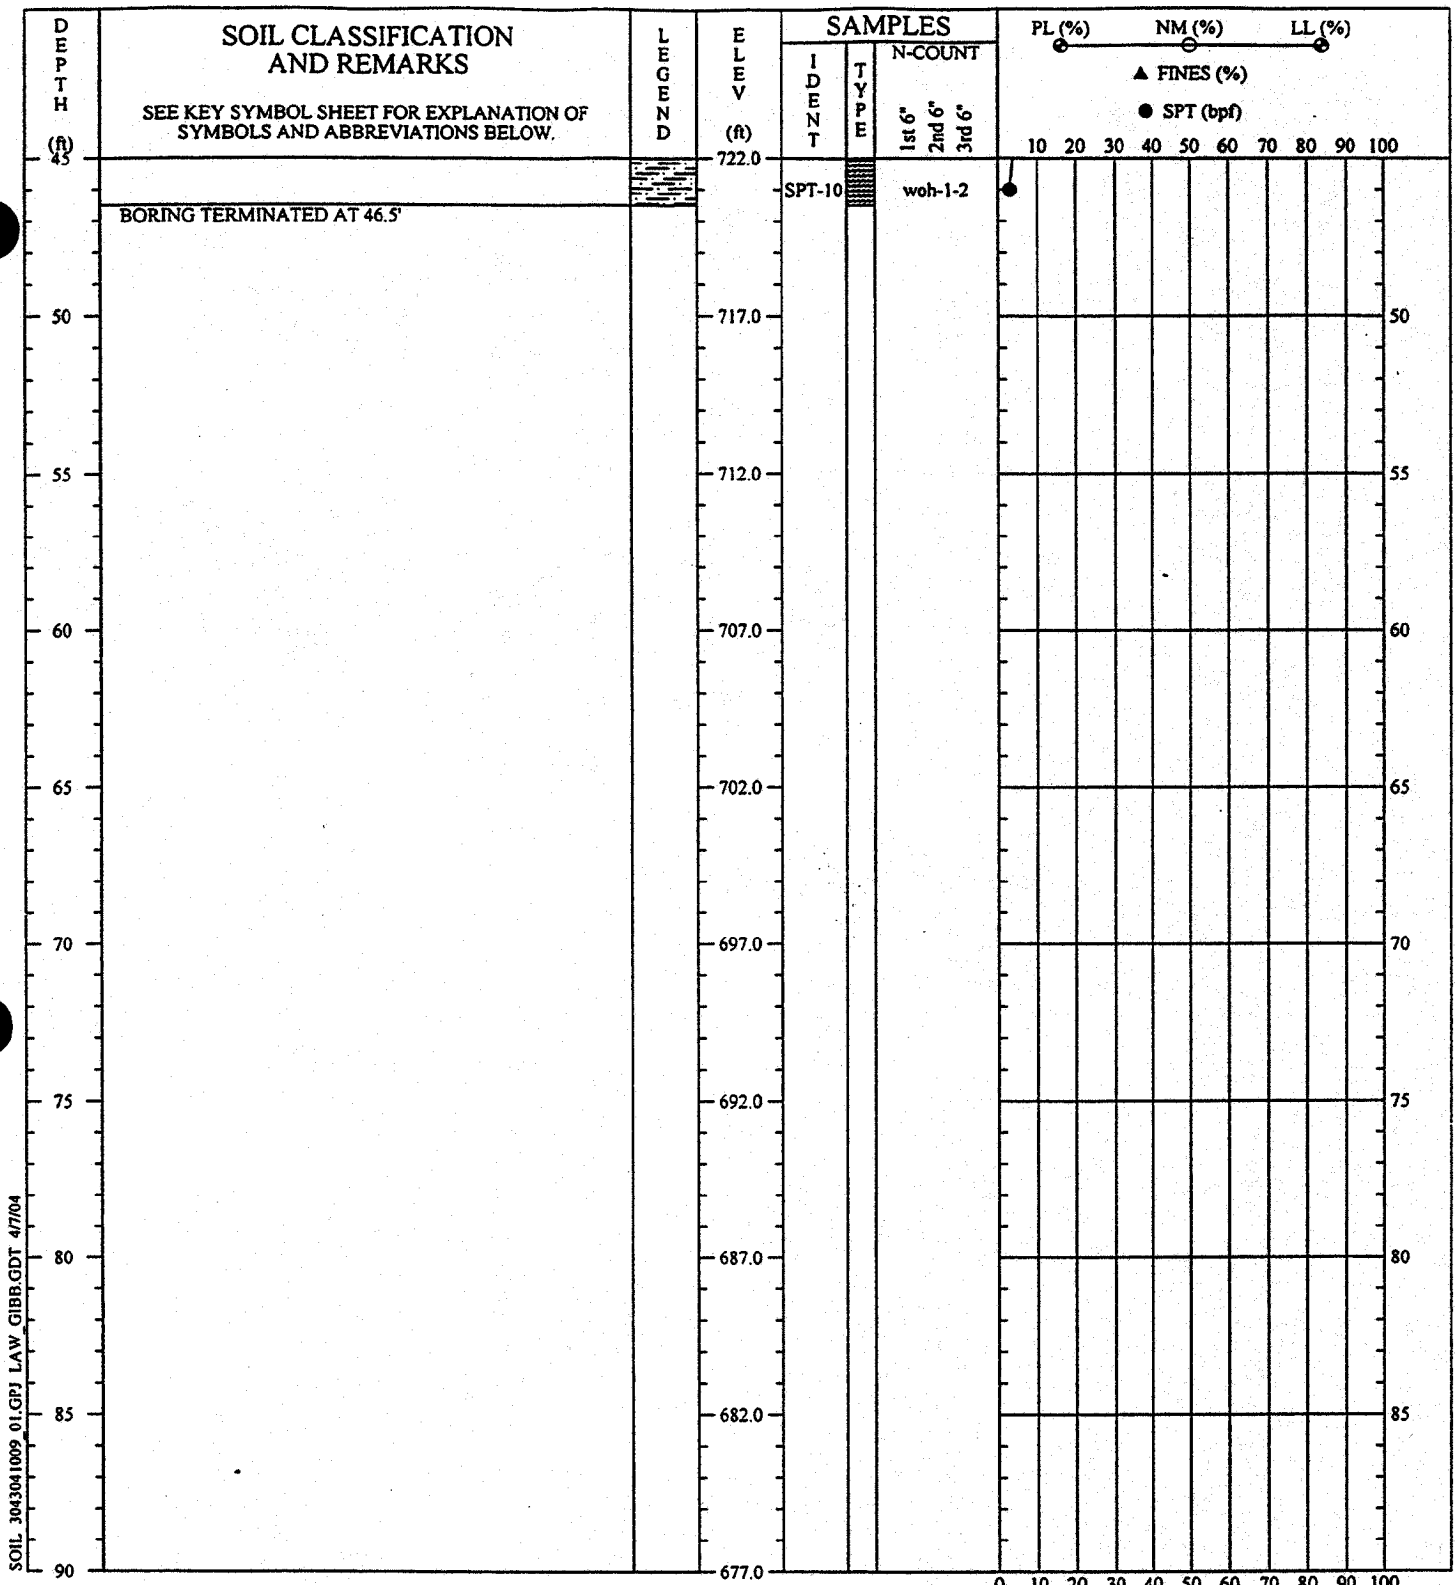 DEPTH (ft)
SOIL CLASSIFICATION
AND REMARKS
SEE KEY SYMBOL SHEET FOR EXPLANATION OF
SYMBOLS AND ABBREVIATIONS BELOW.
LEGEND
ELEV (ft)
SAMPLES
IDENT
TYPE
N-COUNT
1st 6"
2nd 6"
3rd 6"
PL (%) NM (%) LL (%)
▲ FINES (%)
● SPT (bpf)
10 20 30 40 50 60 70 80 90 100
45 722.0
SPT-10 woh-1-2
BORING TERMINATED AT 46.5'
50 717.0 50
55 712.0 55
60 707.0 60
65 702.0 65
70 697.0 70
75 692.0 75
80 687.0 80
85 682.0 85
90 677.0
0 10 20 30 40 50 60 70 80 90 100
SOIL 3043041009_01.GPJ LAW_GIBB.GDT 4/7/04